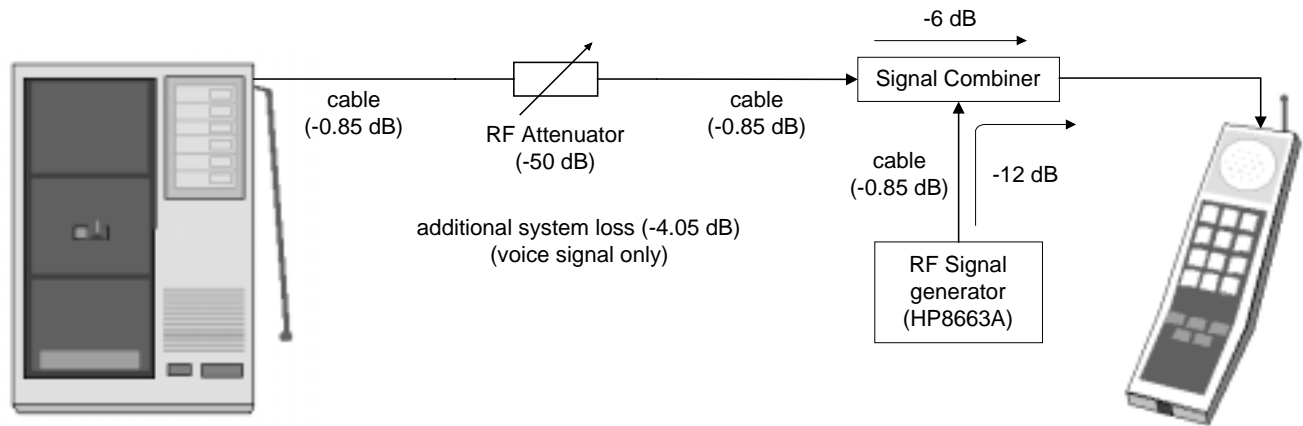 -6 dB
Signal Combiner
cable
(-0.85 dB)
RF Attenuator
(-50 dB)
cable
(-0.85 dB)
cable
(-0.85 dB)
-12 dB
additional system loss (-4.05 dB)
(voice signal only)
RF Signal
generator
(HP8663A)